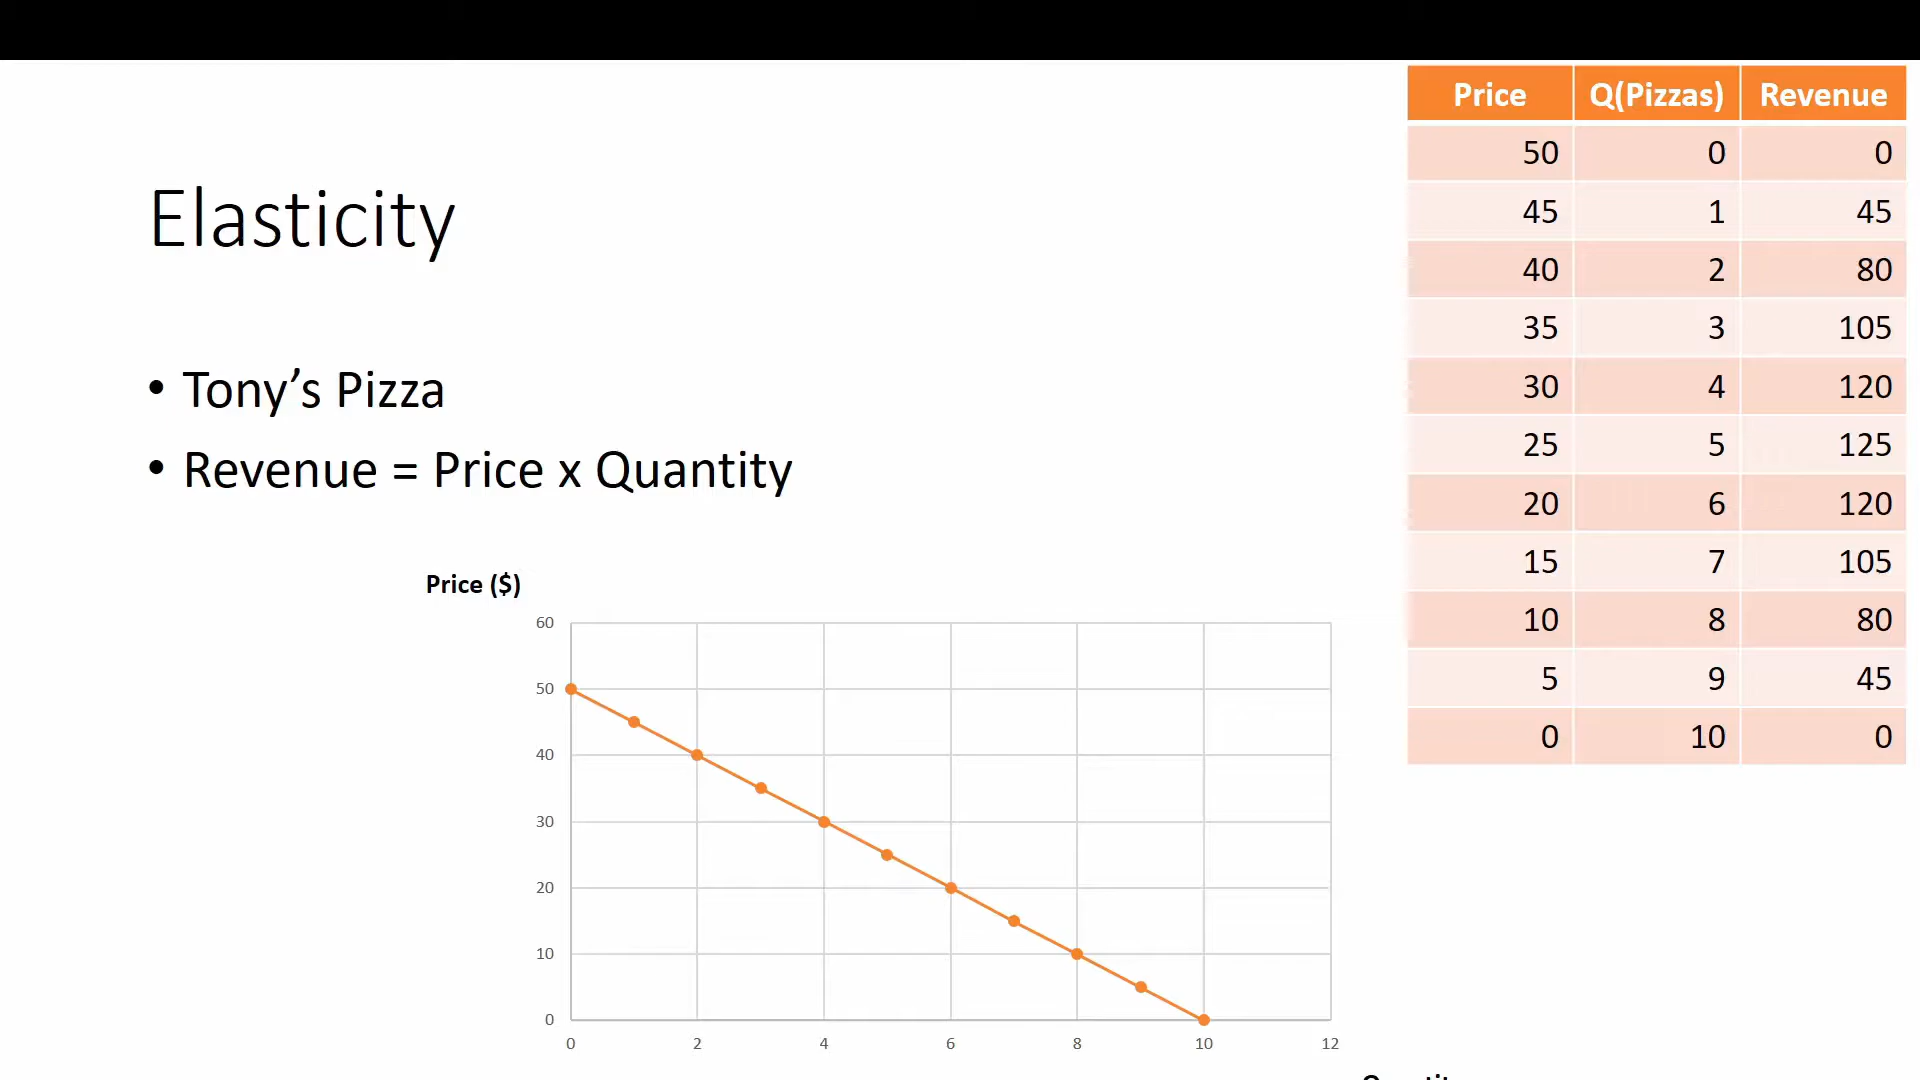 Elasticity
• Tony’s Pizza
• Revenue = Price x Quantity
Price Q(Pizzas) Revenue
50 0 0
45 1 45
40 2 80
35 3 105
30 4 120
25 5 125
20 6 120
15 7 105
10 8 80
5 9 45
0 10 0
Price ($)
60
50
40
30
20
10
0
0 2 4 6 8 10 12